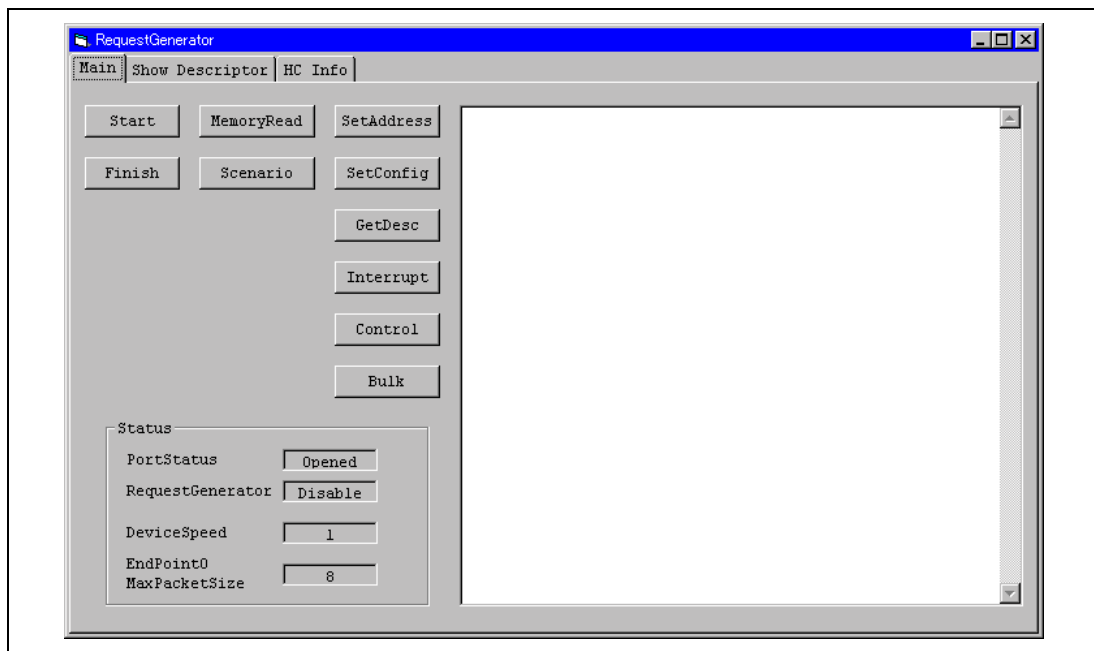 RequestGenerator
Main Show Descriptor HC Info
Start MemoryRead SetAddress
Finish Scenario SetConfig
GetDesc
Interrupt
Control
Bulk
Status
PortStatus Opened
RequestGenerator Disable
DeviceSpeed 1
EndPoint0
MaxPacketSize 8